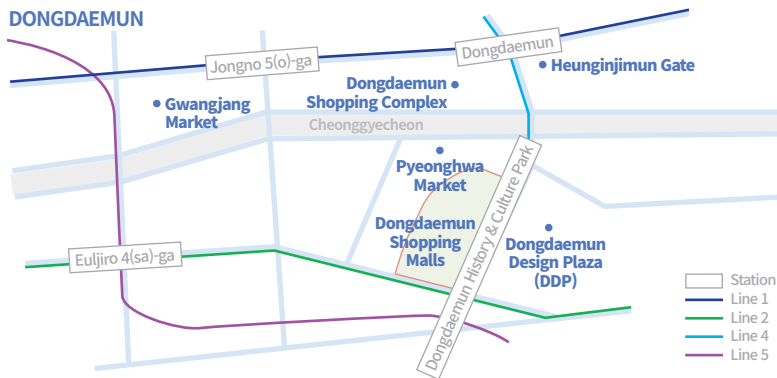 DONGDAEMUN
Jongno 5(o)-ga
Dongdaemun
Heunginjimun Gate
Gwangjang
Market
Dongdaemun
Shopping Complex
Cheonggyecheon
Pyeonghwa
Market
Dongdaemun
Shopping
Malls
Dongdaemun History & Culture Park
Dongdaemun
Design Plaza
(DDP)
Euljiro 4(sa)-ga
Station
Line 1
Line 2
Line 4
Line 5